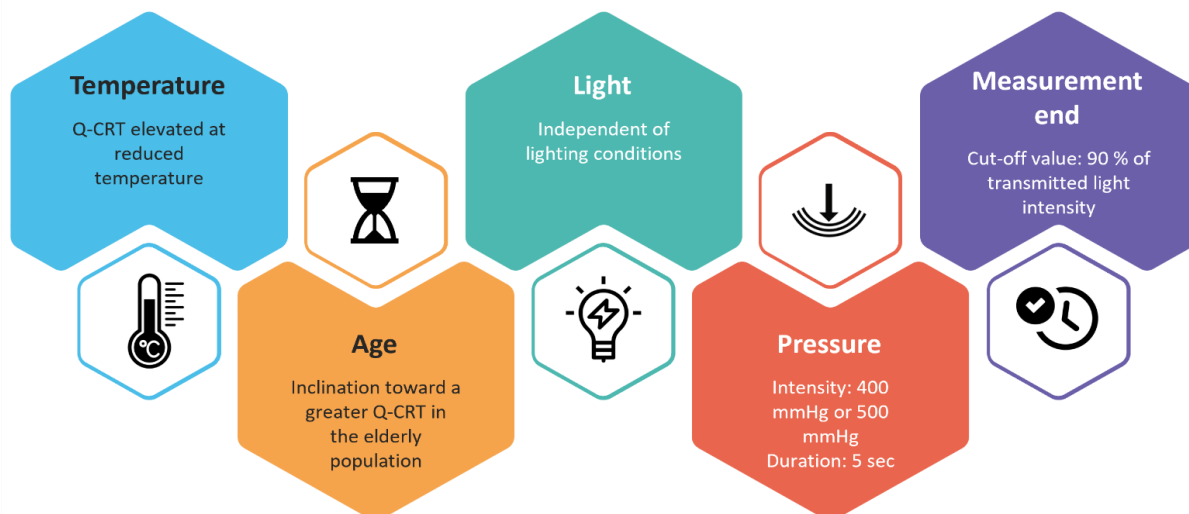 Temperature
Q-CRT elevated at
reduced
temperature
°C
Age
Inclination toward a
greater Q-CRT in
the elderly
population
Light
Independent of
lighting conditions
Pressure
Intensity: 400
mmHg or 500
mmHg
Duration: 5 sec
Measurement
end
Cut-off value: 90 % of
transmitted light
intensity